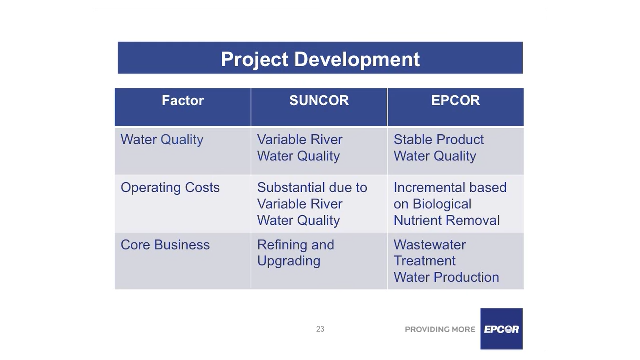 Project Development
Factor SUNCOR EPCOR
Water Quality Variable River Stable Product
Water Quality Water Quality
Operating Costs Substantial due to Incremental based
Variable River on Biological
Water Quality Nutrient Removal
Core Business Refining and Wastewater
Upgrading Treatment
Water Production
23 PROVIDING MORE EPCOR